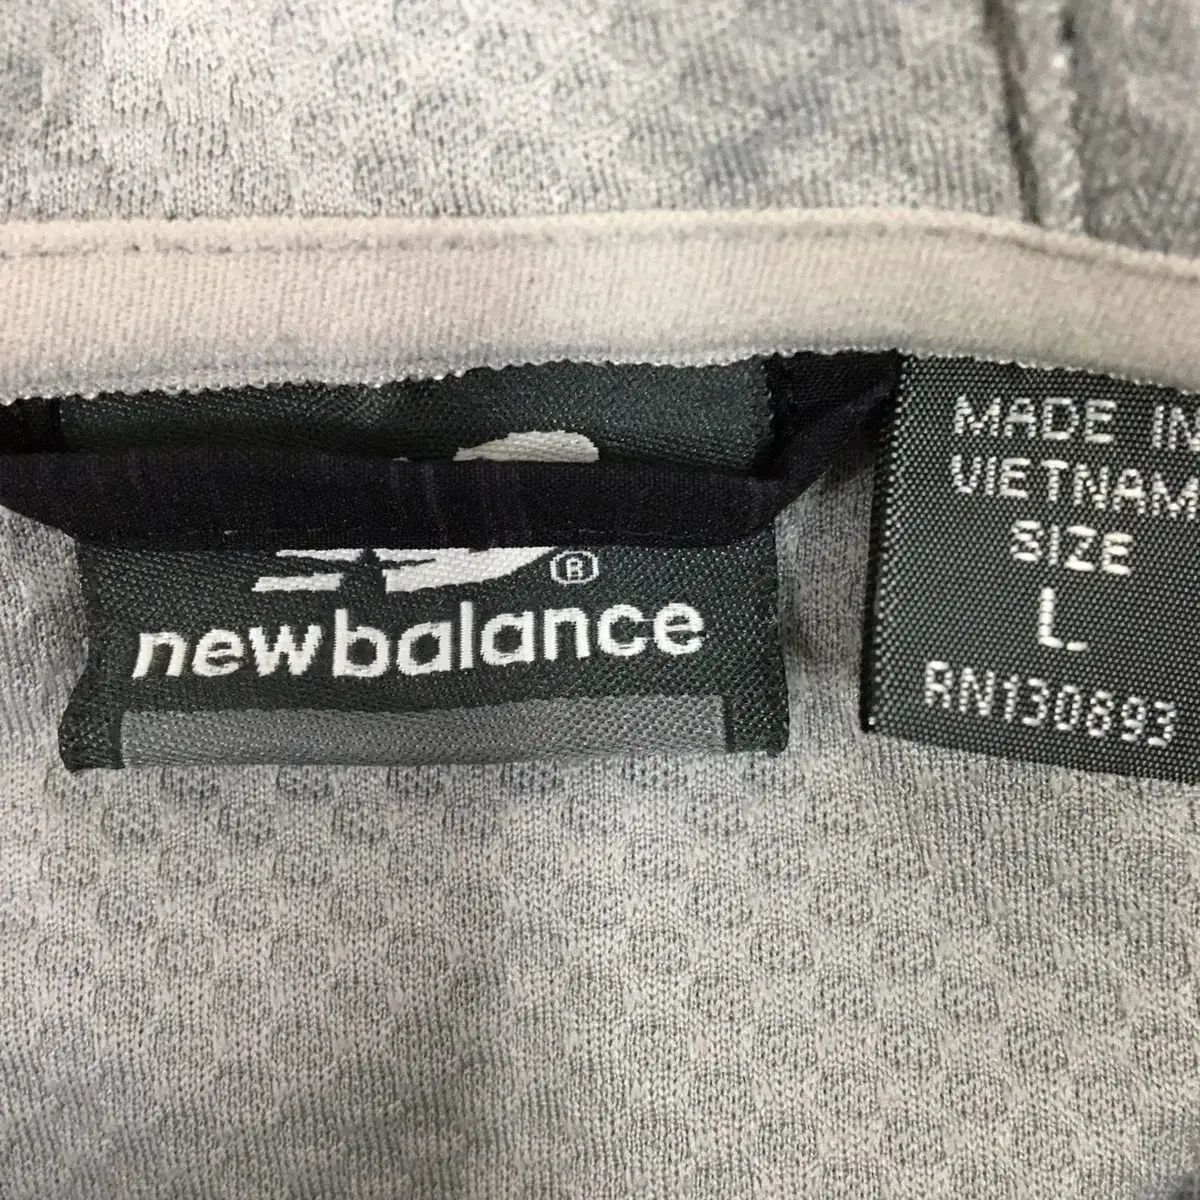 ®
newbalance
MADE IN
VIETNAM
SIZE
L
RN130893